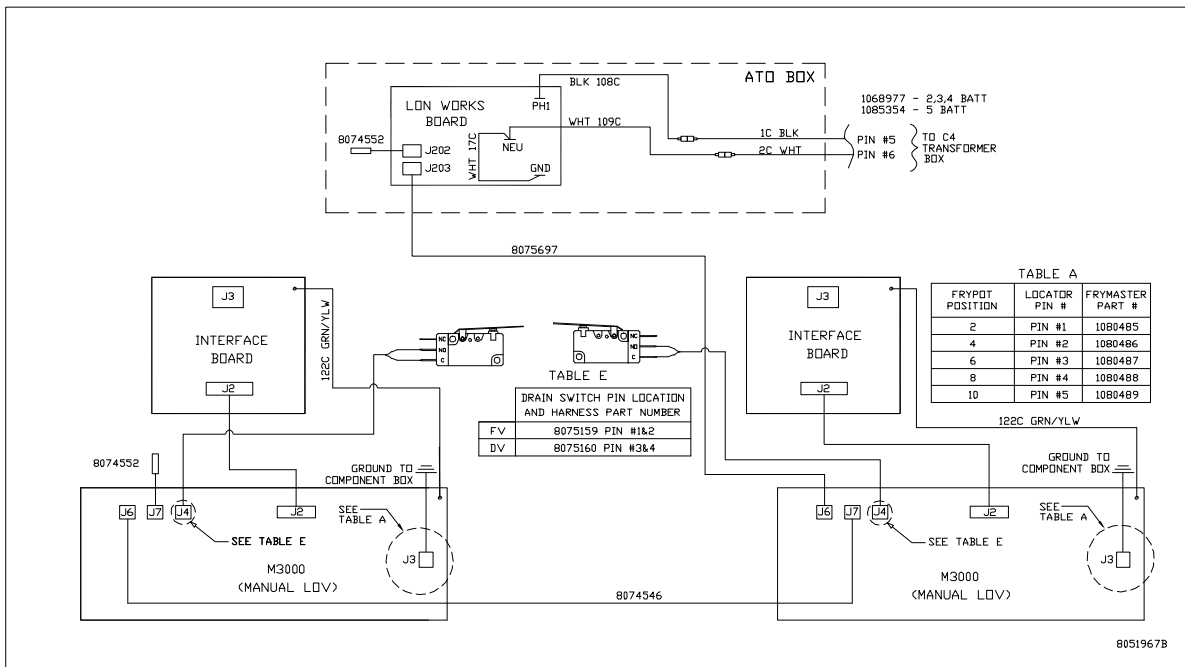 ATO BOX
BLK 108C
LON WORKS
BOARD
PH1
WHT 109C
1068977 - 2,3,4 BATT
1085354 - 5 BATT
8074552
J202
J203
WHT 17C
NEU
GND
1C BLK
2C WHT
PIN #5
PIN #6
TO C4
TRANSFORMER
BOX
8075697
J3
INTERFACE
BOARD
J2
122C GRN/YLW
NC
NO
C
NC
NO
C
TABLE E
DRAIN SWITCH PIN LOCATION
AND HARNESS PART NUMBER
FV 8075159 PIN #1&2
DV 8075160 PIN #3&4
J3
INTERFACE
BOARD
J2
TABLE A
FRYPOT POSITION LOCATOR PIN # FRYMASTER PART #
2 PIN #1 1080485
4 PIN #2 1080486
6 PIN #3 1080487
8 PIN #4 1080488
10 PIN #5 1080489
122C GRN/YLW
8074552
GROUND TO
COMPONENT BOX
J6
J7
J4
J2
SEE
TABLE A
SEE TABLE E
J3
M3000
(MANUAL LOV)
8074546
GROUND TO
COMPONENT BOX
J6
J7
J4
J2
SEE
TABLE A
SEE TABLE E
J3
M3000
(MANUAL LOV)
8051967B